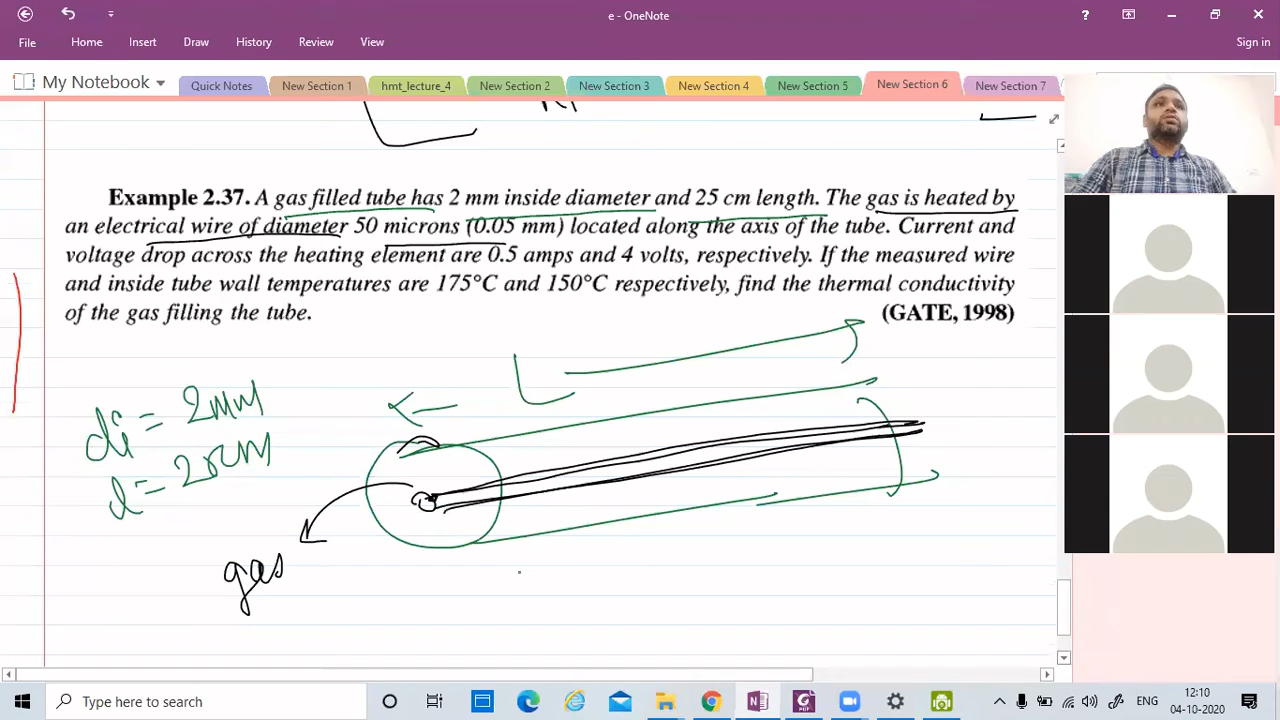 e - OneNote
File Home Insert Draw History Review View Sign in
My Notebook Quick Notes New Section 1 hmt_lecture_4 New Section 2 New Section 3 New Section 4 New Section 5 New Section 6 New Section 7
Example 2.37. A gas filled tube has 2 mm inside diameter and 25 cm length. The gas is heated by
an electrical wire of diameter 50 microns (0.05 mm) located along the axis of the tube. Current and
voltage drop across the heating element are 0.5 amps and 4 volts, respectively. If the measured wire
and inside tube wall temperatures are 175°C and 150°C respectively, find the thermal conductivity
of the gas filling the tube. (GATE, 1998)
L
di = 2mm
l = 25cm
gas
Type here to search
ENG
2:10
04-10-2020